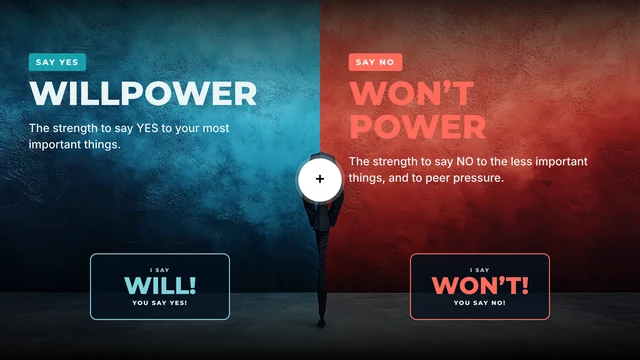 SAY YES
WILLPOWER
The strength to say YES to your most
important things.
I SAY
WILL!
YOU SAY YES!
+
SAY NO
WON'T
POWER
The strength to say NO to the less important
things, and to peer pressure.
I SAY
WON'T!
YOU SAY NO!